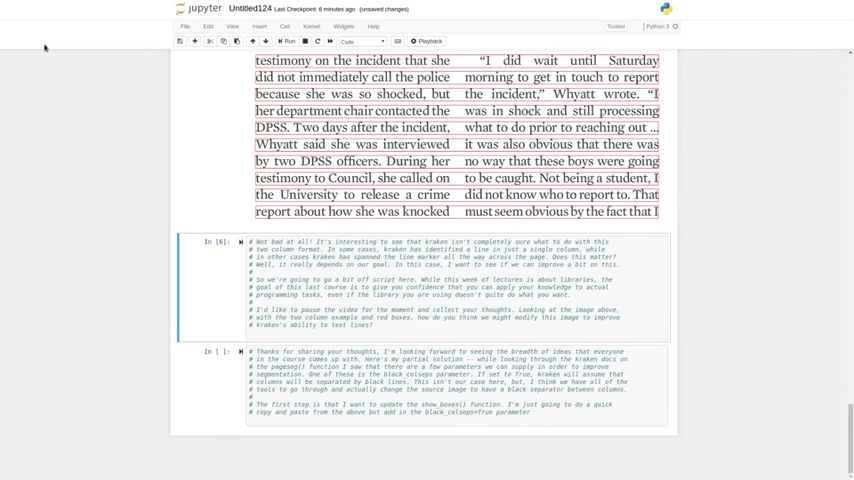 jupyter Untitled124 Last Checkpoint: 6 minutes ago (unsaved changes)
File Edit View Insert Cell Kernel Widgets Help Trusted Python 3
Run Code Playback
testimony on the incident that she
did not immediately call the police
because she was so shocked, but
her department chair contacted the
DPSS. Two days after the incident,
Whyatt said she was interviewed
by two DPSS officers. During her
testimony to Council, she called on
the University to release a crime
report about how she was knocked
“I did wait until Saturday
morning to get in touch to report
the incident,” Whyatt wrote. “I
was in shock and still processing
what to do prior to reaching out ...
it was also obvious that there was
no way that these boys were going
to be caught. Not being a student, I
did not know who to report to. That
must seem obvious by the fact that I
In [6]:
# Not bad at all! It's interesting to see that kraken isn't completely sure what to do with this
# two column format. In some cases, kraken has identified a line in just a single column, while
# in other cases kraken has spanned the line marker all the way across the page. Does this matter?
# Well, it really depends on our goal. In this case, I want to see if we can improve a bit on this.
#
# So we're going to go a bit off script here. While this week of lectures is about libraries, the
# goal of this last course is to give you confidence that you can apply your knowledge to actual
# programming tasks, even if the library you are using doesn't quite do what you want.
#
# I'd like to pause the video for the moment and collect your thoughts. Looking at the image above,
# with the two column example and red boxes, how do you think we might modify this image to improve
# kraken's ability to text lines?
In [ ]:
# Thanks for sharing your thoughts, I'm looking forward to seeing the breadth of ideas that everyone
# in the course comes up with. Here's my partial solution -- while looking through the kraken docs on
# the pageseg() function I saw that there are a few parameters we can supply in order to improve
# segmentation. One of these is the black_colseps parameter. If set to True, kraken will assume that
# columns will be separated by black lines. This isn't our case here, but, I think we have all of the
# tools to go through and actually change the source image to have a black separator between columns.
#
# The first step is that I want to update the show_boxes() function. I'm just going to do a quick
# copy and paste from the above but add in the black_colseps=True parameter